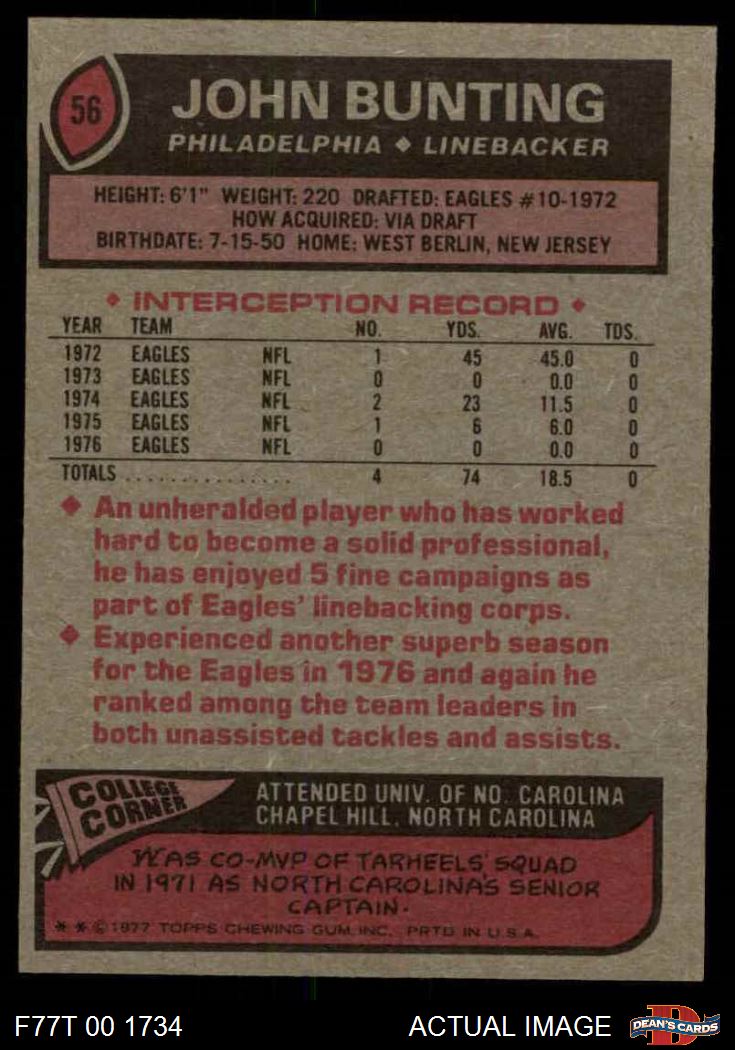 56
JOHN BUNTING
PHILADELPHIA ♦ LINEBACKER
HEIGHT: 6'1" WEIGHT: 220 DRAFTED: EAGLES #10-1972
HOW ACQUIRED: VIA DRAFT
BIRTHDATE: 7-15-50 HOME: WEST BERLIN, NEW JERSEY
♦ INTERCEPTION RECORD ♦
YEAR TEAM NO. YDS. AVG. TDS.
1972 EAGLES NFL 1 45 45.0 0
1973 EAGLES NFL 0 0 0.0 0
1974 EAGLES NFL 2 23 11.5 0
1975 EAGLES NFL 1 6 6.0 0
1976 EAGLES NFL 0 0 0.0 0
TOTALS . . . . . . . . . . . . . . . 4 74 18.5 0
♦ An unheralded player who has worked
hard to become a solid professional,
he has enjoyed 5 fine campaigns as
part of Eagles' linebacking corps.
♦ Experienced another superb season
for the Eagles in 1976 and again he
ranked among the team leaders in
both unassisted tackles and assists.
COLLEGE
CORNER
ATTENDED UNIV. OF NO. CAROLINA
CHAPEL HILL, NORTH CAROLINA
WAS CO-MVP OF TARHEELS' SQUAD
IN 1971 AS NORTH CAROLINA'S SENIOR
CAPTAIN.
* * © 1977 TOPPS CHEWING GUM, INC. PRTD IN U.S.A.
F77T 00 1734
ACTUAL IMAGE
D
DEAN'S CARDS